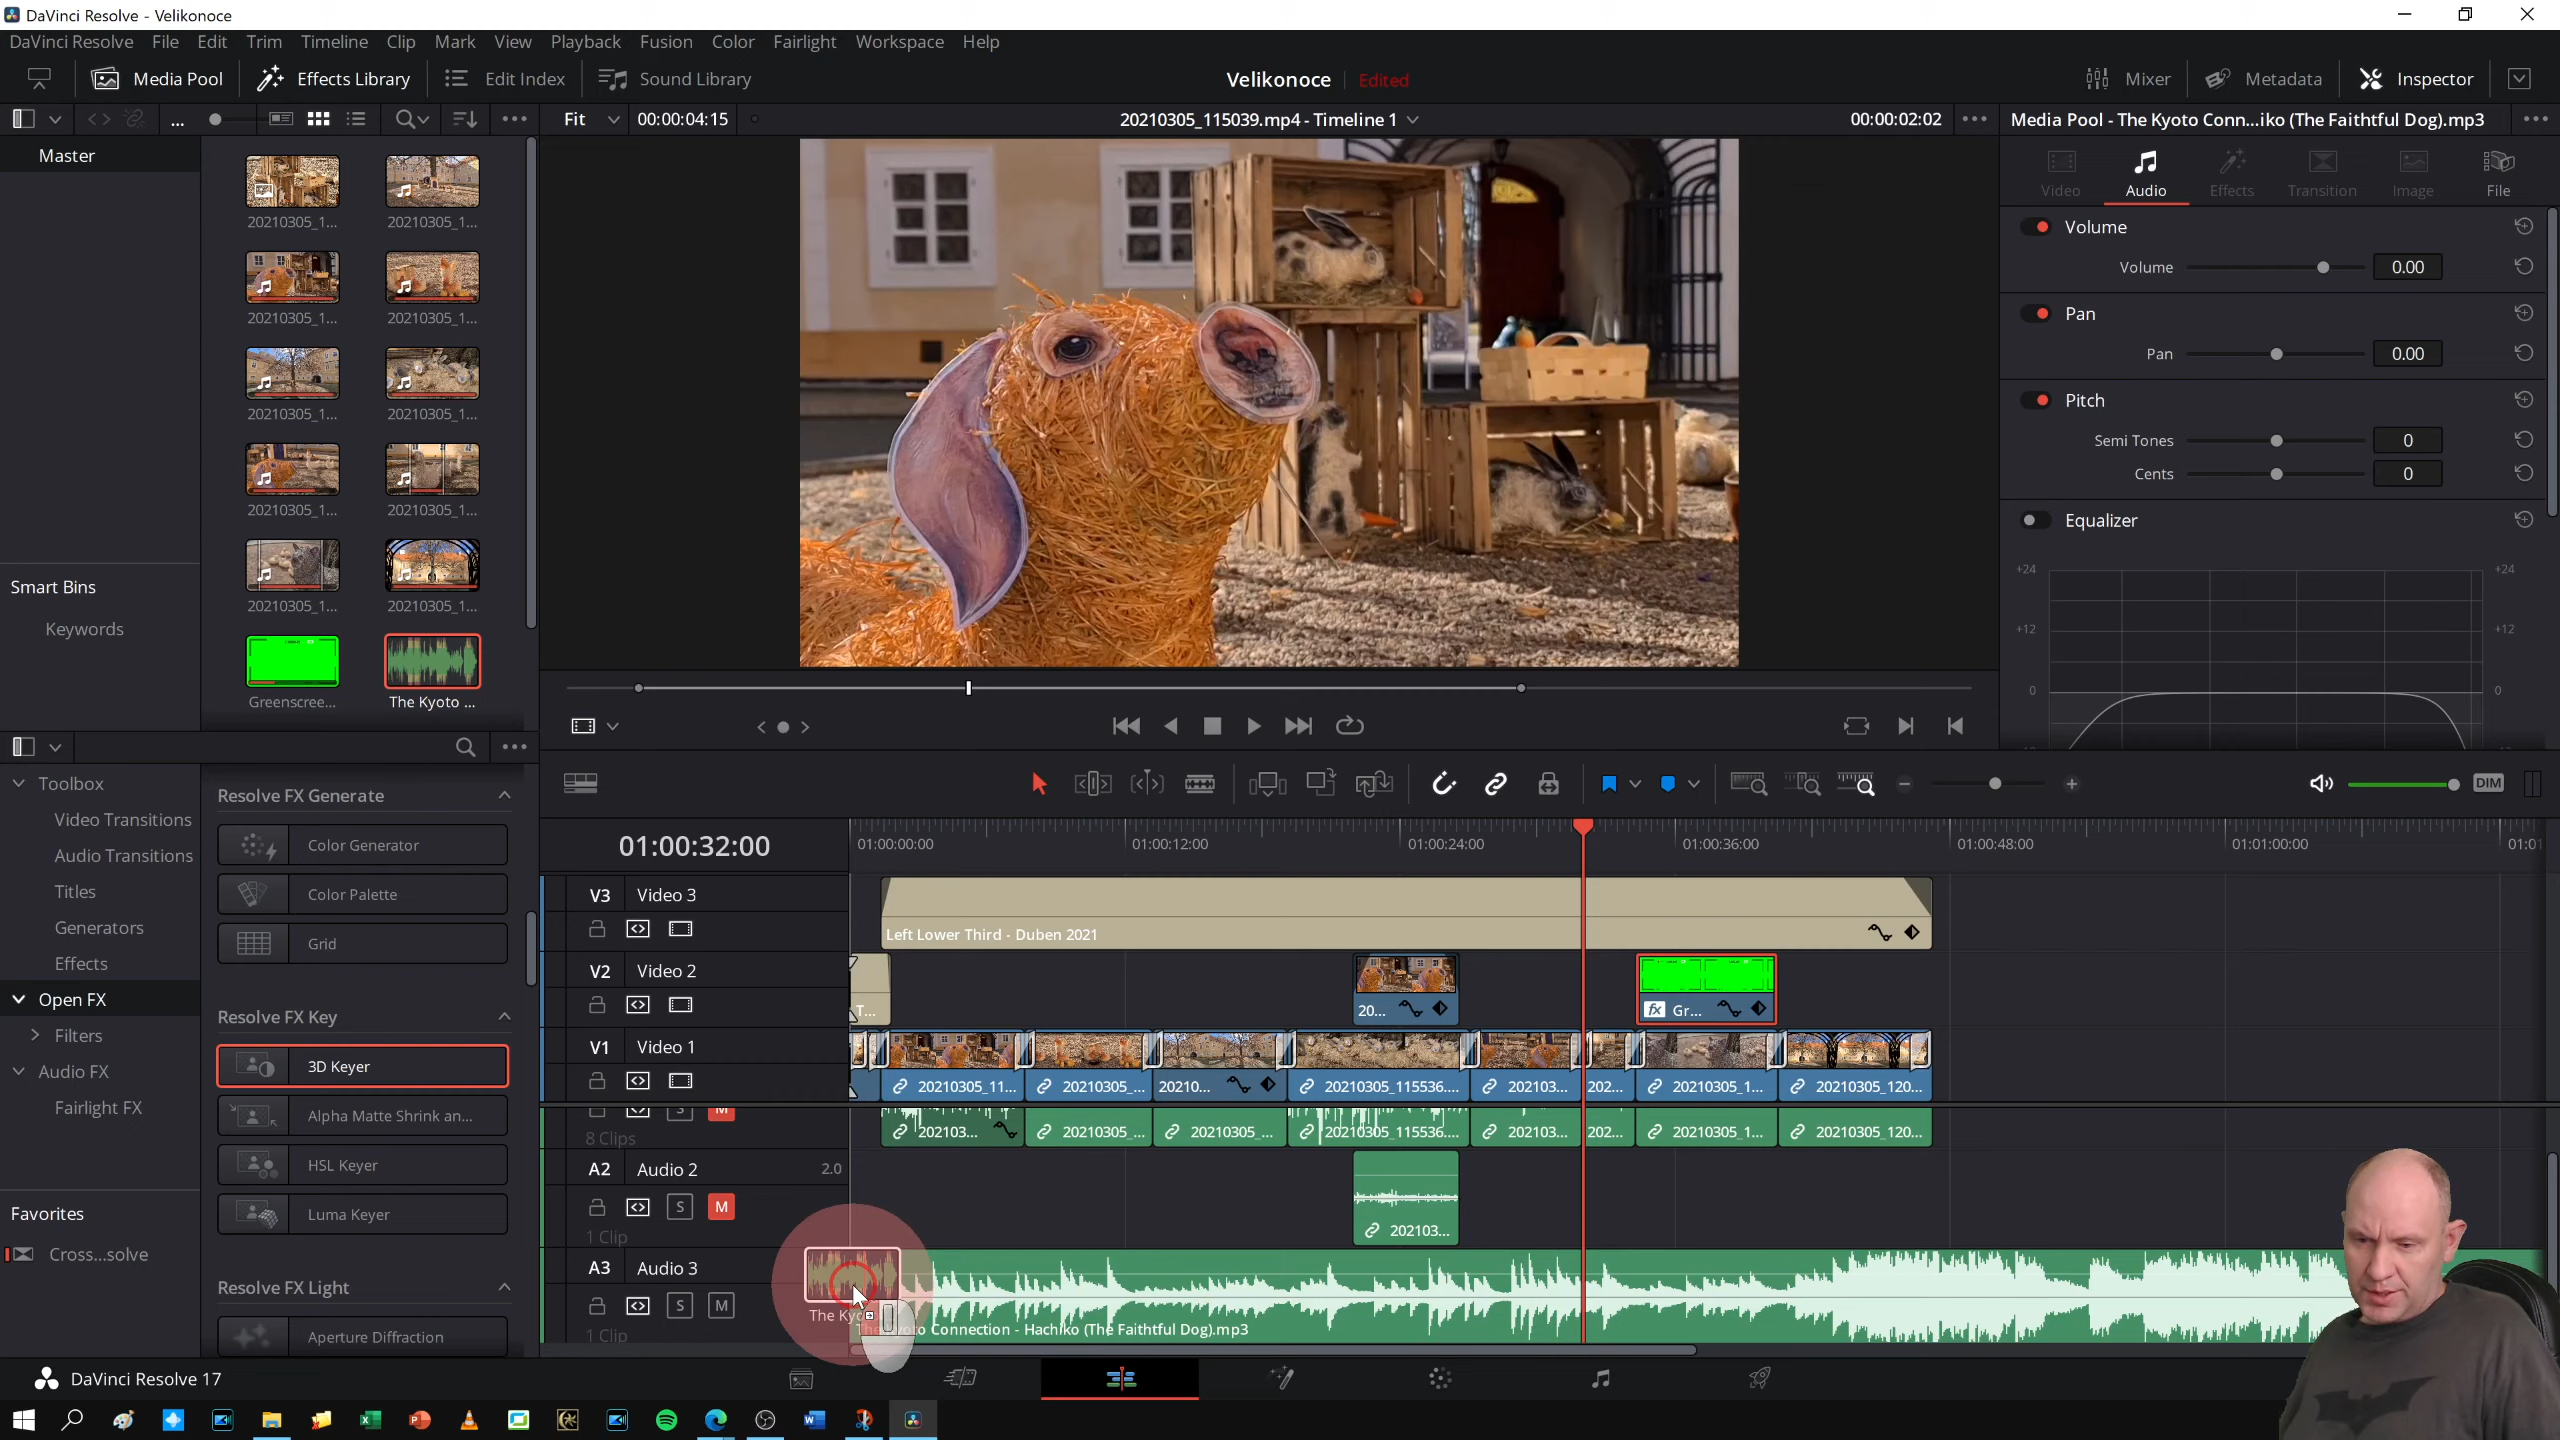 DaVinci Resolve - Velikonoce
DaVinci Resolve File Edit Trim Timeline Clip Mark View Playback Fusion Color Fairlight Workspace Help
Media Pool Effects Library Edit Index Sound Library Velikonoce Edited Mixer Metadata Inspector
... Fit 00:00:04:15 20210305_115039.mp4 - Timeline 1 00:00:02:02 Media Pool - The Kyoto Conn...iko (The Faithtful Dog).mp3
Master
Video Audio Effects Transition Image File
20210305_1... 20210305_1...
Volume
Volume 0.00
Pan
20210305_1... 20210305_1...
Pan 0.00
Pitch
20210305_1... 20210305_1...
Semi Tones 0
Cents 0
20210305_1... 20210305_1...
Equalizer
+24 +24
Smart Bins
20210305_1... 20210305_1...
Keywords
+12 +12
0 0
Greenscree... The Kyoto ...
Toolbox
Video Transitions
Audio Transitions
Titles
Generators
Effects
Open FX
Filters
Audio FX
Fairlight FX
Favorites
Cross...solve
Resolve FX Generate
Color Generator
Color Palette
Grid
Resolve FX Key
3D Keyer
Alpha Matte Shrink an...
HSL Keyer
Luma Keyer
Resolve FX Light
Aperture Diffraction
DIM
01:00:32:00 01:00:00:00 01:00:12:00 01:00:24:00 01:00:36:00 01:00:48:00 01:01:00:00 01:01
V3 Video 3
Left Lower Third - Duben 2021
V2 Video 2
T... 20... fx Gr...
V1 Video 1
20210305_11... 20210305_... 20210... 20210305_115536.... 202103... 202... 20210305_1... 20210305_120...
S M
8 Clips
202103... 20210305_... 20210305_... 20210305_115536.... 202103... 202... 20210305_1... 20210305_120...
A2 Audio 2 2.0
S M
1 Clip
202103...
A3 Audio 3
S M
1 Clip
The Kyo
oto Connection - Hachiko (The Faithtful Dog).mp3
DaVinci Resolve 17